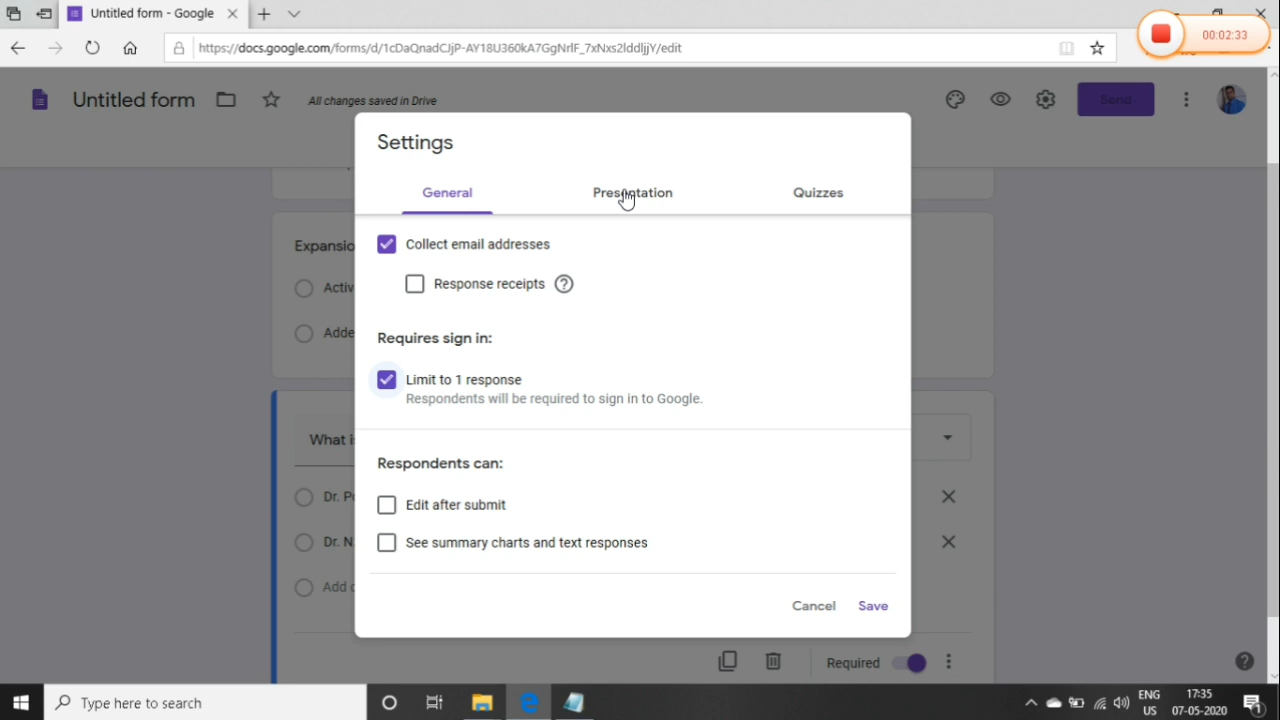 Untitled form - Google
00:02:33
https://docs.google.com/forms/d/1cDaQnadCJjP-AY18U360kA7GgNrlF_7xNxs2lddljjY/edit
Untitled form
All changes saved in Drive
Send
Settings
General
Presentation
Quizzes
Collect email addresses
Response receipts
Requires sign in:
Limit to 1 response
Respondents will be required to sign in to Google.
Respondents can:
Edit after submit
See summary charts and text responses
Cancel
Save
Expansio
Activ
Adde
What i
Dr. P
Dr. N
Add
Required
Type here to search
ENG
US
17:35
07-05-2020
1